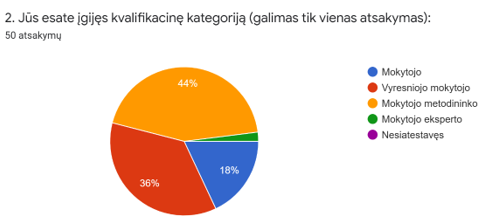 2. Jūs esate įgijęs kvalifikacinę kategoriją (galimas tik vienas atsakymas):
50 atsakymų
44%
36%
18%
Mokytojo
Vyresniojo mokytojo
Mokytojo metodininko
Mokytojo eksperto
Nesiatestavęs